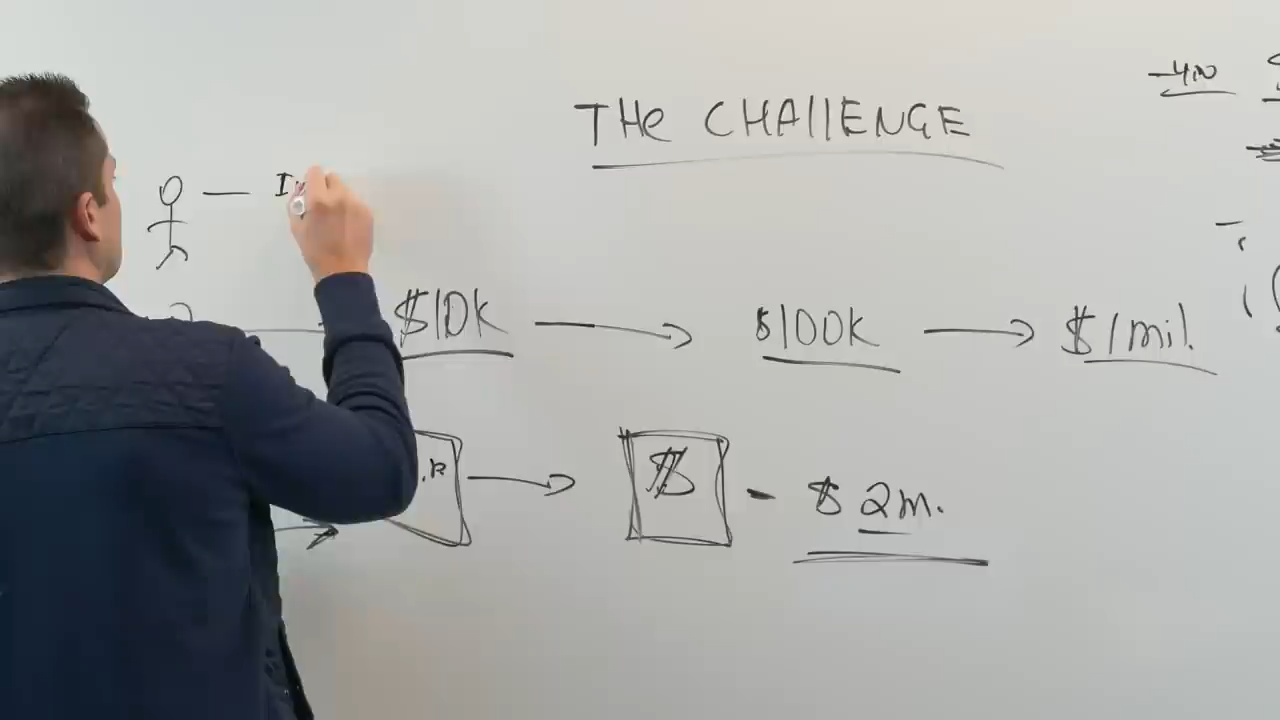 THe CHAllENGE
$10K $100K $1 mil.
$ - $ 2m.